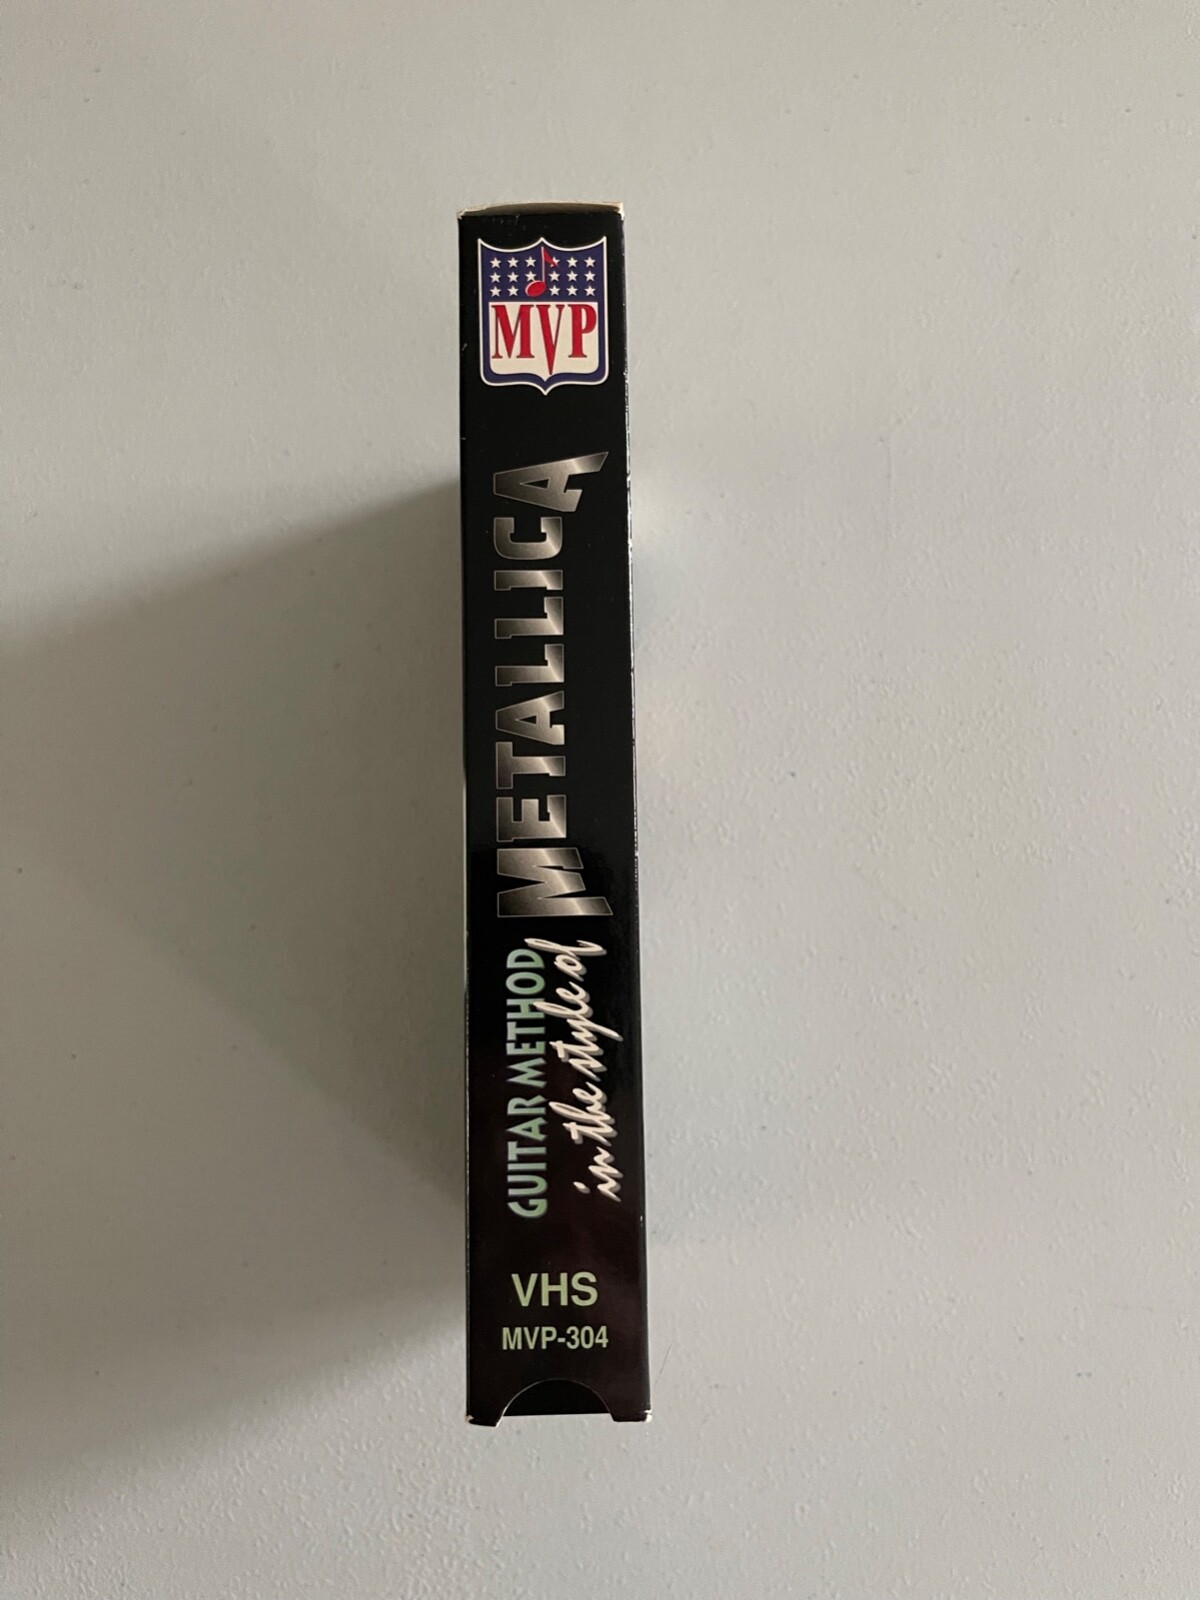 MVP
GUITAR METHOD
in the style of
METALLICA
VHS
MVP-304